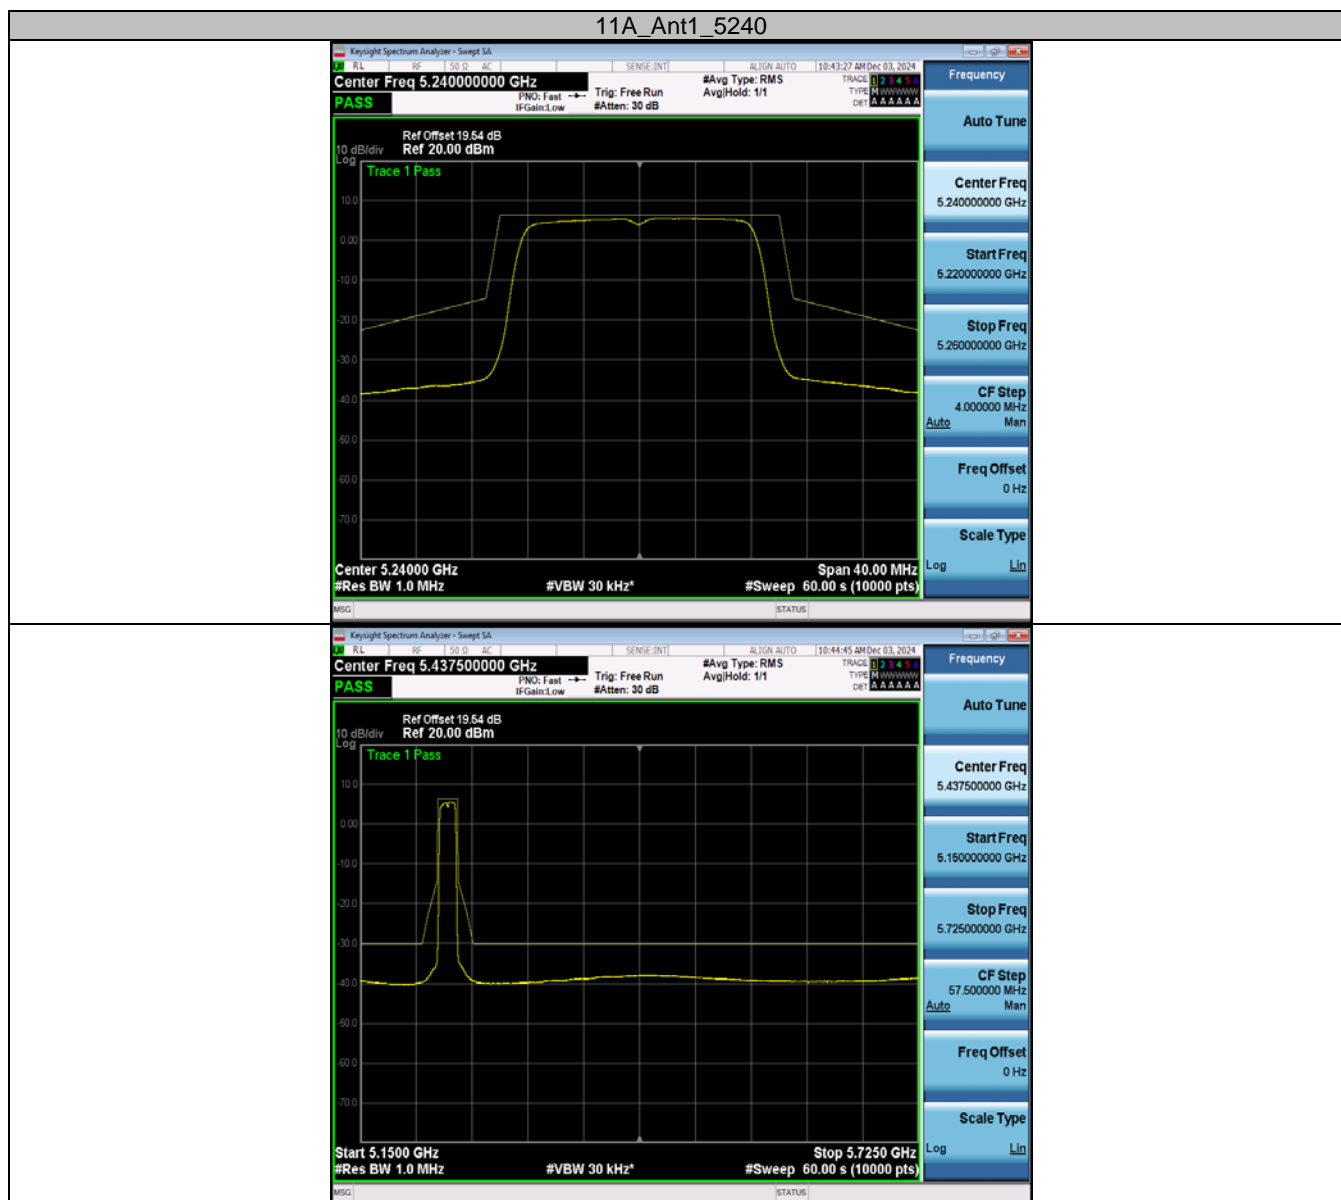 11A_Ant1_5240
Keysight Spectrum Analyzer - Swept SA
RL RF 50 Ω AC SENSE:INT ALIGN AUTO 10:43:27 AM Dec 03, 2024
Center Freq 5.240000000 GHz
PASS
PNO: Fast
IFGain:Low
Trig: Free Run
#Atten: 30 dB
#Avg Type: RMS
Avg|Hold: 1/1
TRACE 1 2 3 4 5 6
TYPE M WWWWW
DET A A A A A A
Ref Offset 19.54 dB
10 dB/div Ref 20.00 dBm
Log
Trace 1 Pass
10.0
0.00
-10.0
-20.0
-30.0
-40.0
-50.0
-60.0
-70.0
Center 5.24000 GHz Span 40.00 MHz
#Res BW 1.0 MHz #VBW 30 kHz* #Sweep 60.00 s (10000 pts)
MSG STATUS
Frequency
Auto Tune
Center Freq
5.240000000 GHz
Start Freq
5.220000000 GHz
Stop Freq
5.260000000 GHz
CF Step
4.000000 MHz
Auto Man
Freq Offset
0 Hz
Scale Type
Log Lin
Keysight Spectrum Analyzer - Swept SA
RL RF 50 Ω AC SENSE:INT ALIGN AUTO 10:44:45 AM Dec 03, 2024
Center Freq 5.437500000 GHz
PASS
PNO: Fast
IFGain:Low
Trig: Free Run
#Atten: 30 dB
#Avg Type: RMS
Avg|Hold: 1/1
TRACE 1 2 3 4 5 6
TYPE M WWWWW
DET A A A A A A
Ref Offset 19.54 dB
10 dB/div Ref 20.00 dBm
Log
Trace 1 Pass
10.0
0.00
-10.0
-20.0
-30.0
-40.0
-50.0
-60.0
-70.0
Start 5.1500 GHz Stop 5.7250 GHz
#Res BW 1.0 MHz #VBW 30 kHz* #Sweep 60.00 s (10000 pts)
MSG STATUS
Frequency
Auto Tune
Center Freq
5.437500000 GHz
Start Freq
5.150000000 GHz
Stop Freq
5.725000000 GHz
CF Step
57.500000 MHz
Auto Man
Freq Offset
0 Hz
Scale Type
Log Lin